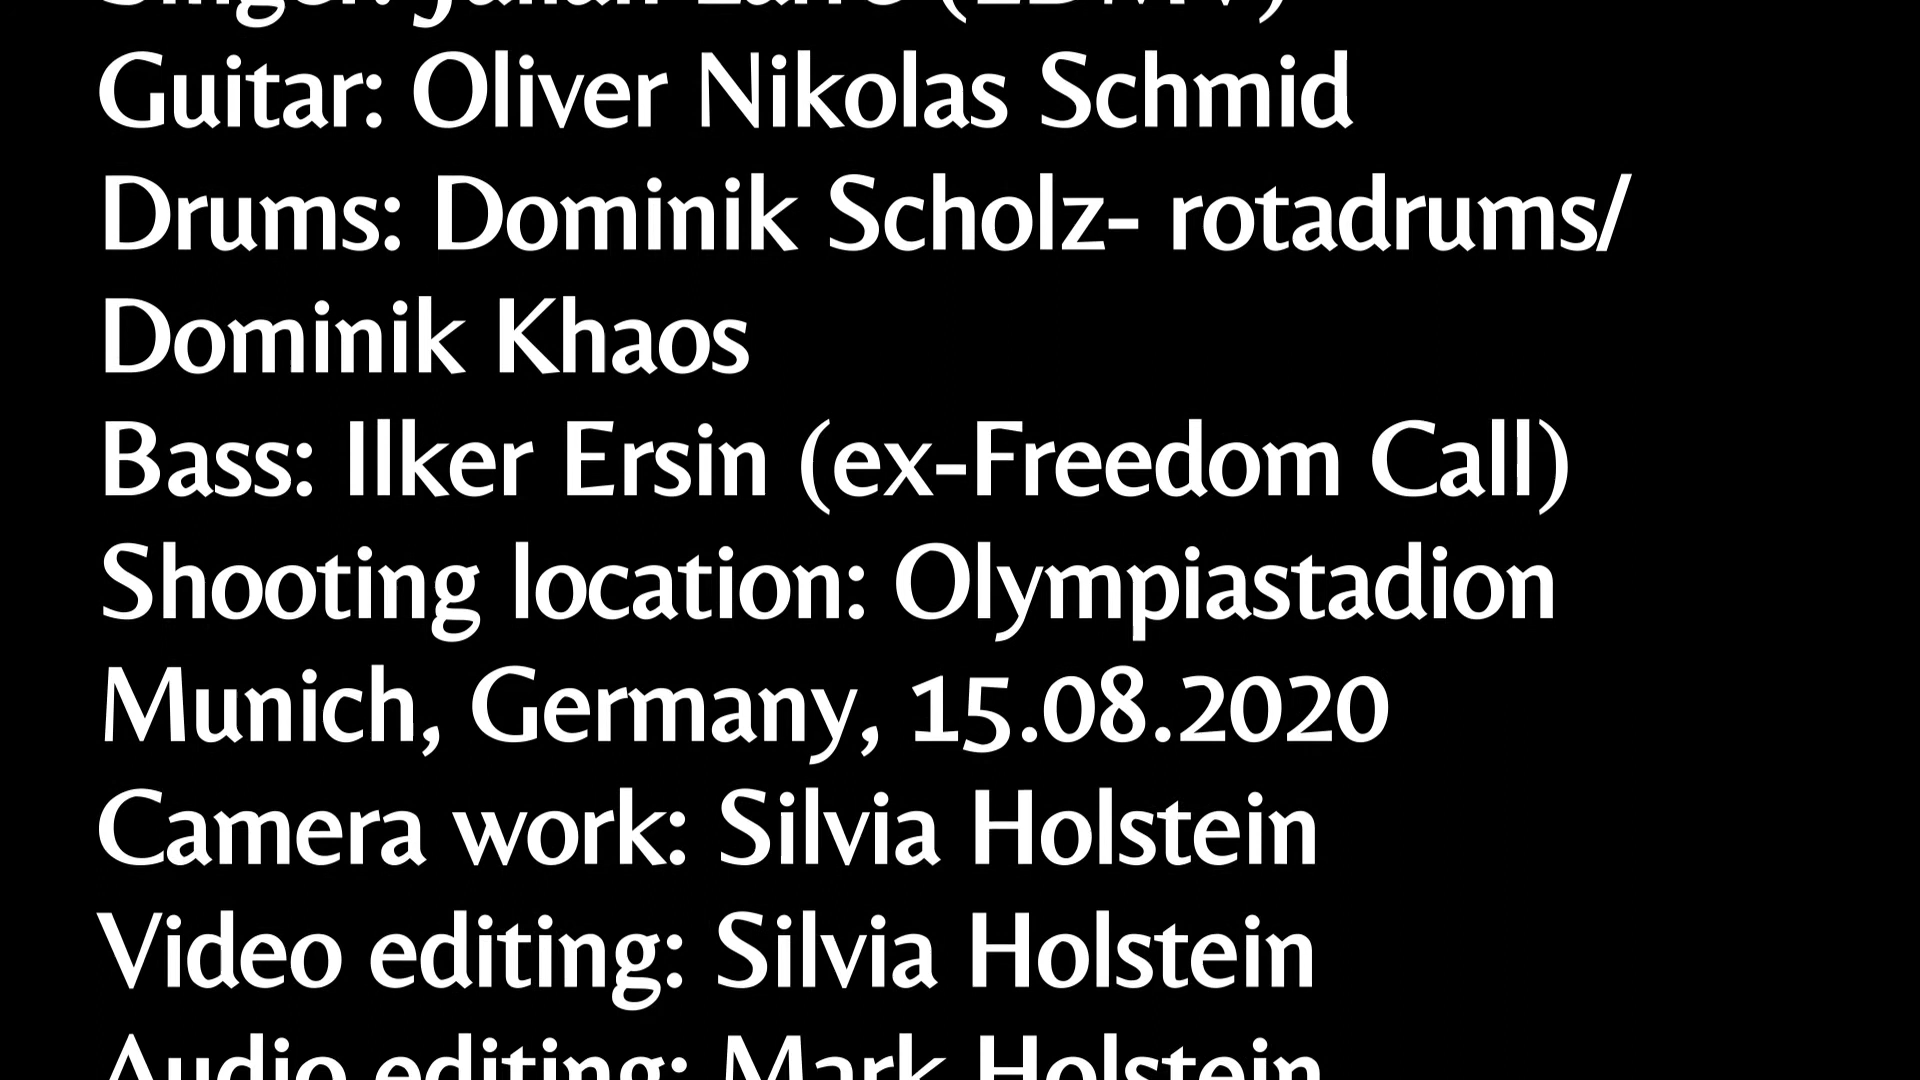 Guitar: Oliver Nikolas Schmid
Drums: Dominik Scholz- rotadrums/
Dominik Khaos
Bass: Ilker Ersin (ex-Freedom Call)
Shooting location: Olympiastadion
Munich, Germany, 15.08.2020
Camera work: Silvia Holstein
Video editing: Silvia Holstein
Audio editing: Mark Holstein